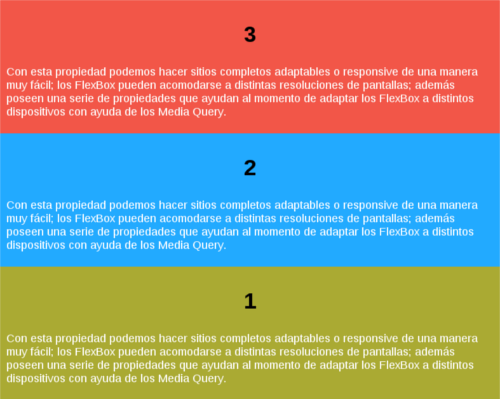 3
Con esta propiedad podemos hacer sitios completos adaptables o responsive de una manera
muy fácil; los FlexBox pueden acomodarse a distintas resoluciones de pantallas; además
poseen una serie de propiedades que ayudan al momento de adaptar los FlexBox a distintos
dispositivos con ayuda de los Media Query.
2
Con esta propiedad podemos hacer sitios completos adaptables o responsive de una manera
muy fácil; los FlexBox pueden acomodarse a distintas resoluciones de pantallas; además
poseen una serie de propiedades que ayudan al momento de adaptar los FlexBox a distintos
dispositivos con ayuda de los Media Query.
1
Con esta propiedad podemos hacer sitios completos adaptables o responsive de una manera
muy fácil; los FlexBox pueden acomodarse a distintas resoluciones de pantallas; además
poseen una serie de propiedades que ayudan al momento de adaptar los FlexBox a distintos
dispositivos con ayuda de los Media Query.